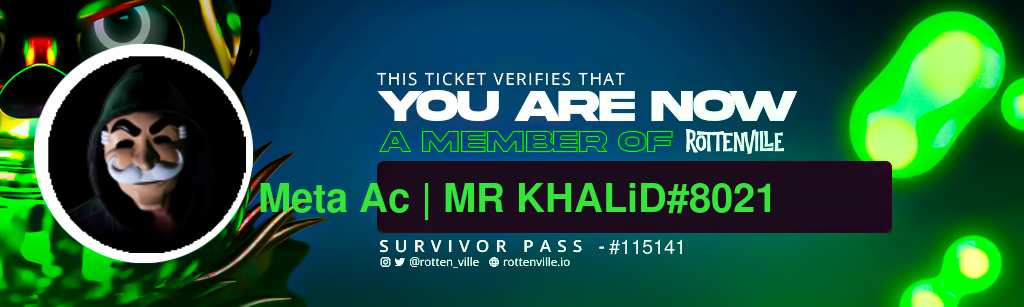 THIS TICKET VERIFIES THAT
YOU ARE NOW
A MEMBER OF ROTTENVILLE
Meta Ac | MR KHALiD#8021
SURVIVOR PASS - #115141
@rotten_ville rottenville.io